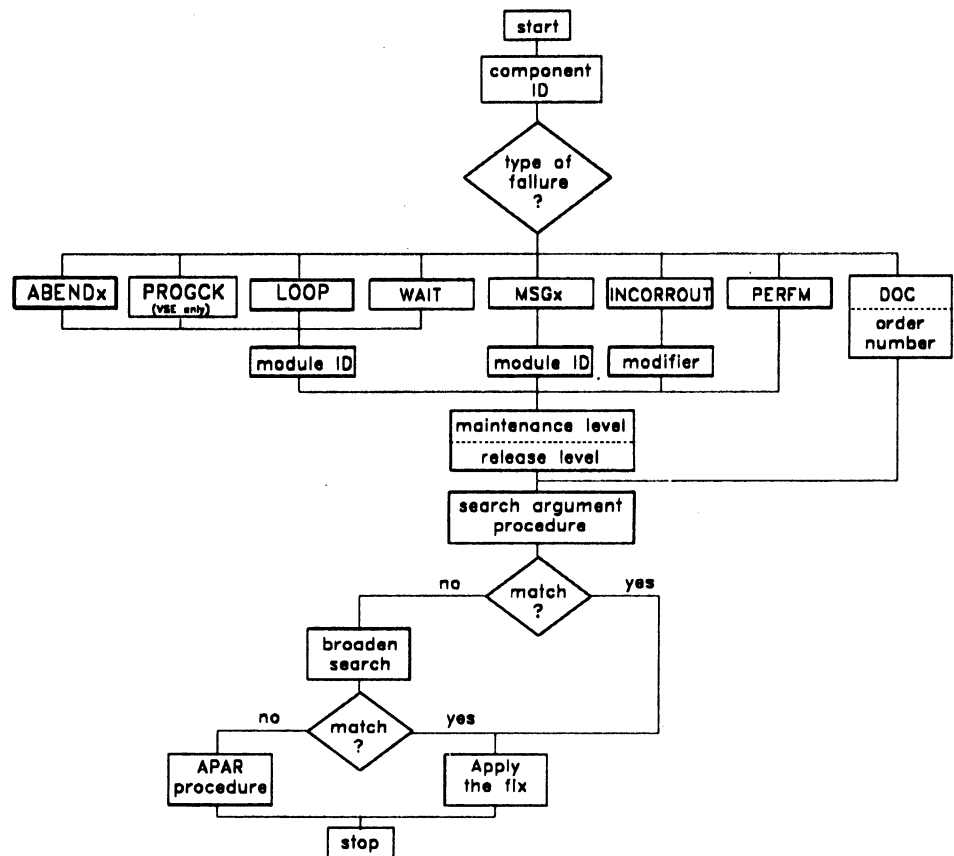 start
component
ID
type of
failure
?
ABENDx
PROGCK
(VSE only)
LOOP
WAIT
MSGx
INCORROUT
PERFM
DOC
order
number
module ID
module ID
modifier
maintenance level
release level
search argument
procedure
no
match
?
yes
broaden
search
no
match
?
yes
APAR
procedure
Apply
the fix
stop